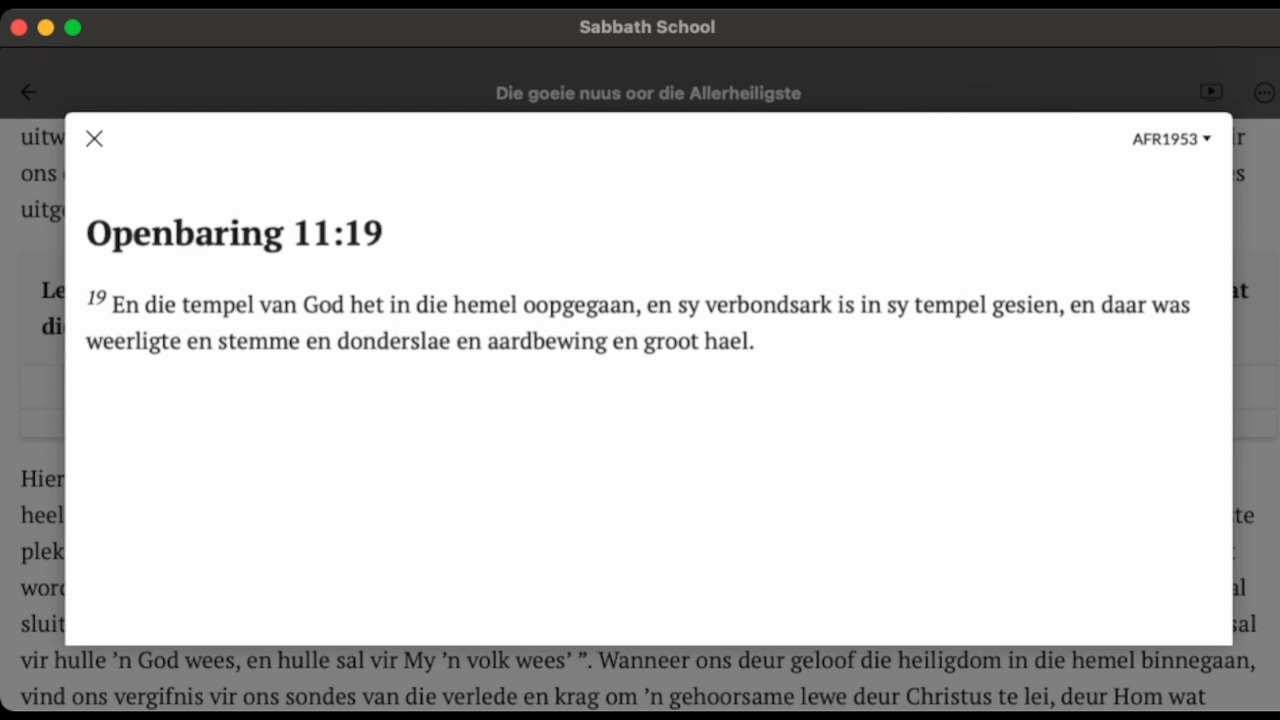 Sabbath School
Die goeie nuus oor die Allerheiligste
AFR1953
ons
Openbaring 11:19
19 En die tempel van God het in die hemel oopgegaan, en sy verbondsark is in sy tempel gesien, en daar was
weerligte en stemme en donderslae en aardbewing en groot hael.
vir hulle ’n God wees, en hulle sal vir My ’n volk wees’ ”. Wanneer ons deur geloof die heiligdom in die hemel binnegaan,
vind ons vergifnis vir ons sondes van die verlede en krag om ’n gehoorsame lewe deur Christus te lei, deur Hom wat